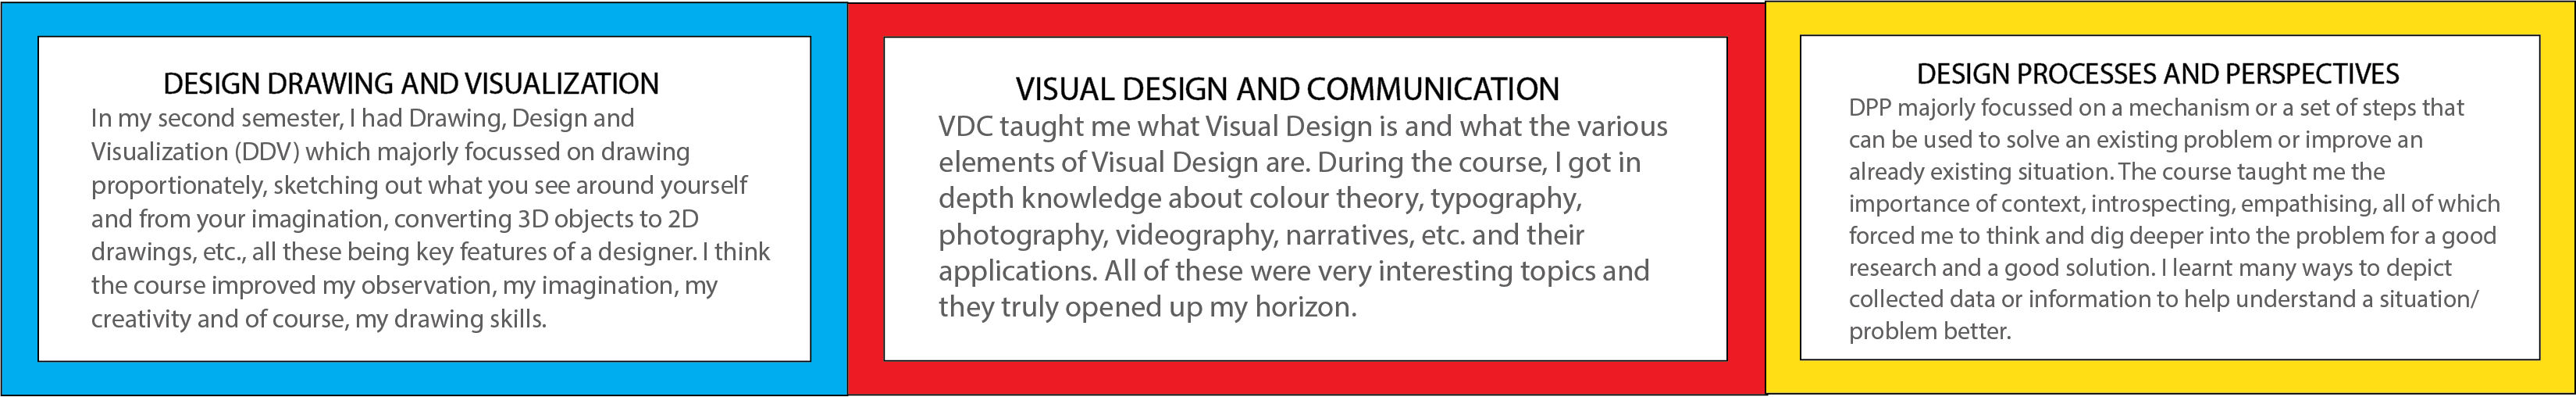 DESIGN DRAWING AND VISUALIZATION
In my second semester, I had Drawing, Design and
Visualization (DDV) which majorly focussed on drawing
proportionately, sketching out what you see around yourself
and from your imagination, converting 3D objects to 2D
drawings, etc., all these being key features of a designer. I think
the course improved my observation, my imagination, my
creativity and of course, my drawing skills.
VISUAL DESIGN AND COMMUNICATION
VDC taught me what Visual Design is and what the various
elements of Visual Design are. During the course, I got in
depth knowledge about colour theory, typography,
photography, videography, narratives, etc. and their
applications. All of these were very interesting topics and
they truly opened up my horizon.
DESIGN PROCESSES AND PERSPECTIVES
DPP majorly focussed on a mechanism or a set of steps that
can be used to solve an existing problem or improve an
already existing situation. The course taught me the
importance of context, introspecting, empathising, all of which
forced me to think and dig deeper into the problem for a good
research and a good solution. I learnt many ways to depict
collected data or information to help understand a situation/
problem better.